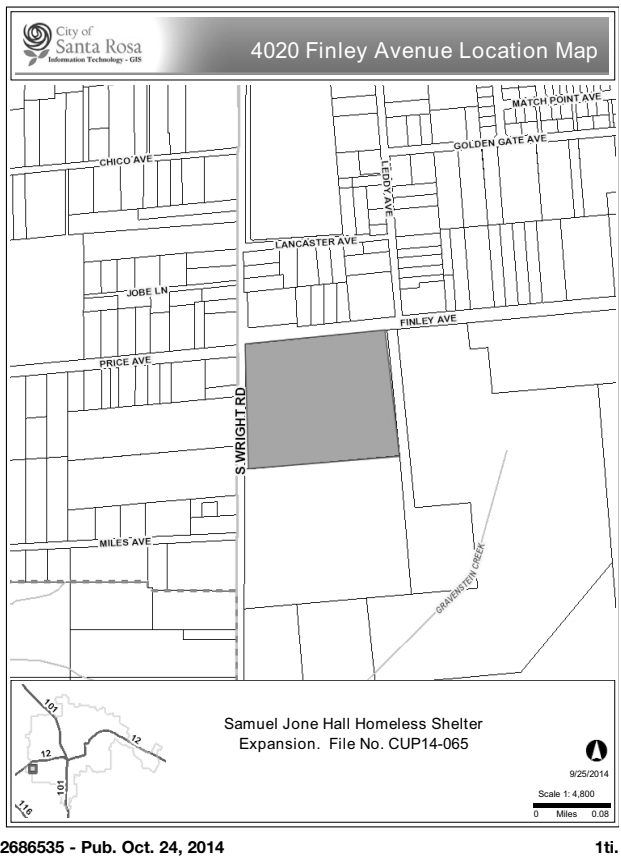 City of
Santa Rosa
Information Technology - GIS
4020 Finley Avenue Location Map
MATCH POINT AVE
GOLDEN GATE AVE
CHICO AVE
LEDDY AVE
LANCASTER AVE
JOBE LN
FINLEY AVE
PRICE AVE
S WRIGHT RD
MILES AVE
GRAVENSTEIN CREEK
101
12
12
101
116
Samuel Jone Hall Homeless Shelter
Expansion. File No. CUP14-065
9/25/2014
Scale 1: 4,800
0 Miles 0.08
2686535 - Pub. Oct. 24, 2014 1ti.